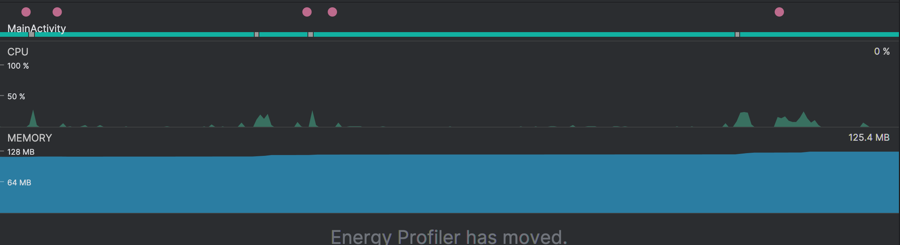 MainActivity
CPU 0 %
100 %
50 %
MEMORY 125.4 MB
128 MB
64 MB
Energy Profiler has moved.